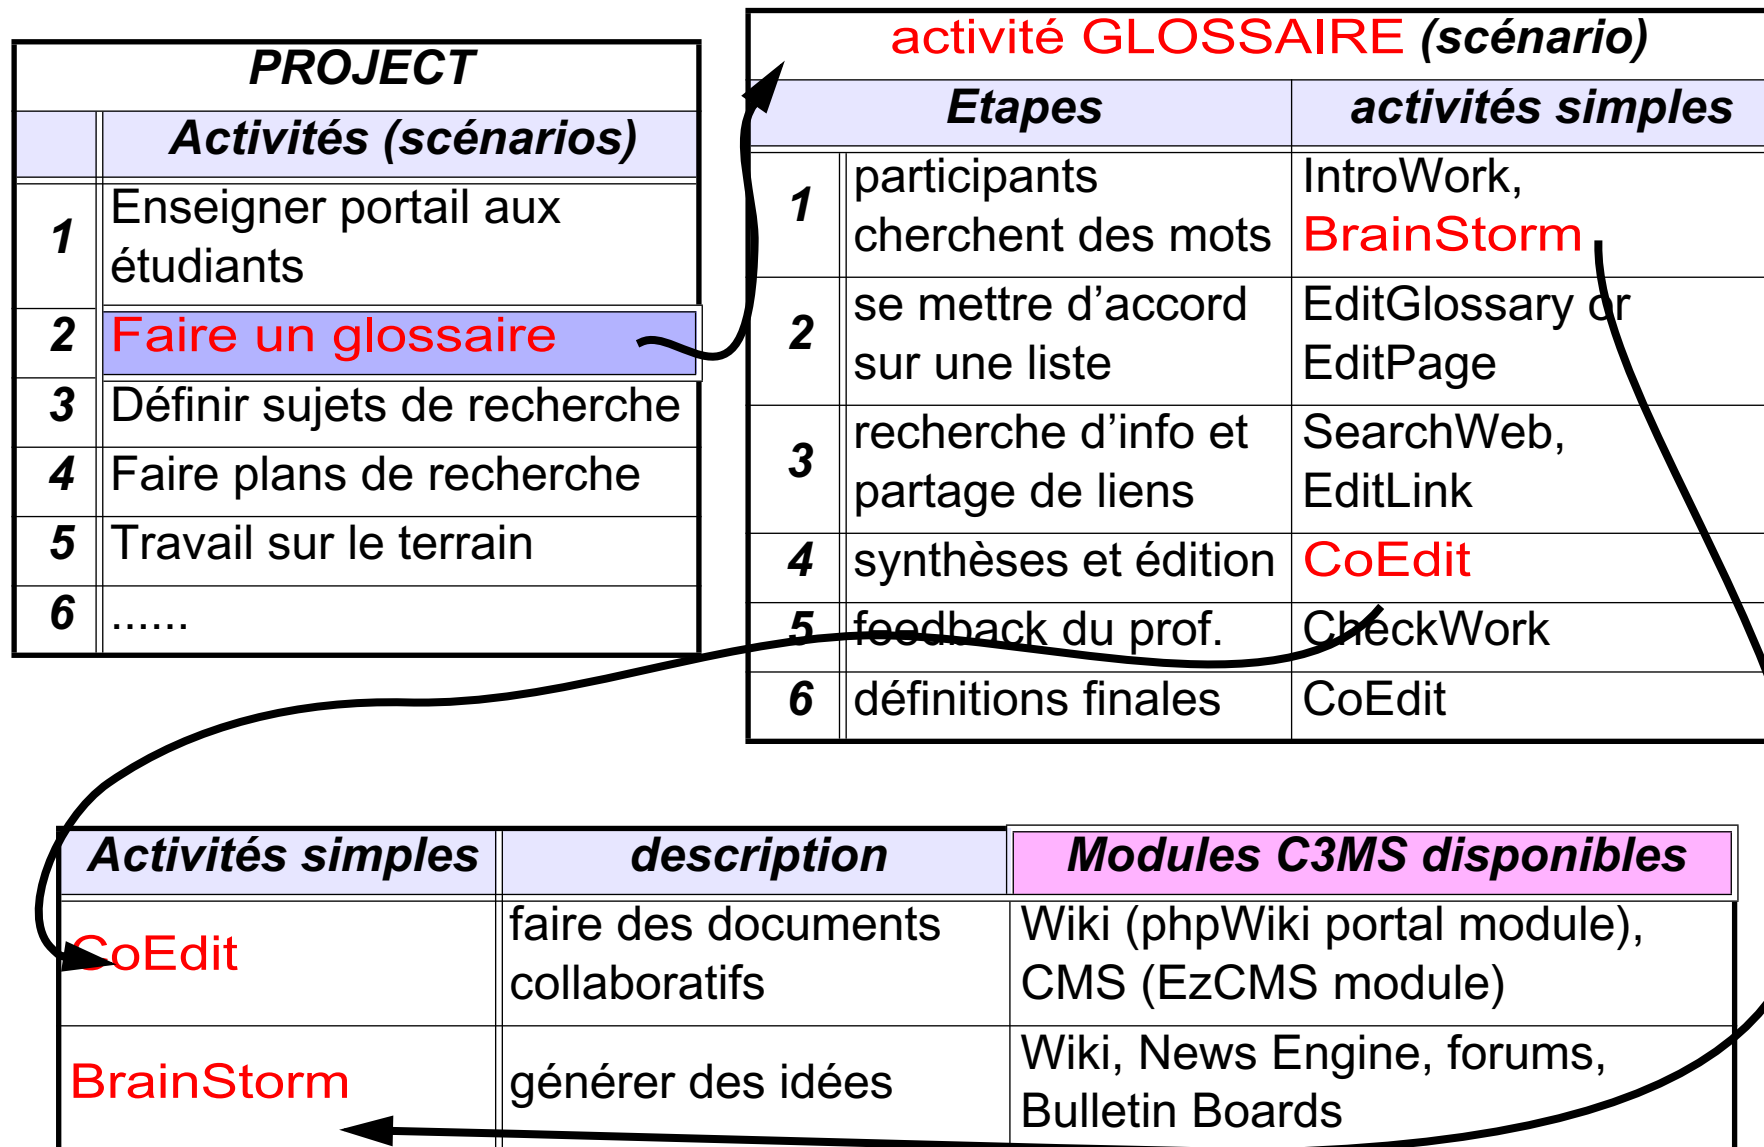 PROJECT
Activités (scénarios)
1
Enseigner portail aux
étudiants
2
Faire un glossaire
3
Définir sujets de recherche
4
Faire plans de recherche
5
Travail sur le terrain
6
......
activité GLOSSAIRE (scénario)
Etapes
activités simples
1
participants
cherchent des mots
IntroWork,
BrainStorm
2
se mettre d’accord
sur une liste
EditGlossary or
EditPage
3
recherche d’info et
partage de liens
SearchWeb,
EditLink
4
synthèses et édition
CoEdit
5
feedback du prof.
CheckWork
6
définitions finales
CoEdit
Activités simples
description
Modules C3MS disponibles
CoEdit
faire des documents
collaboratifs
Wiki (phpWiki portal module),
CMS (EzCMS module)
BrainStorm
générer des idées
Wiki, News Engine, forums,
Bulletin Boards